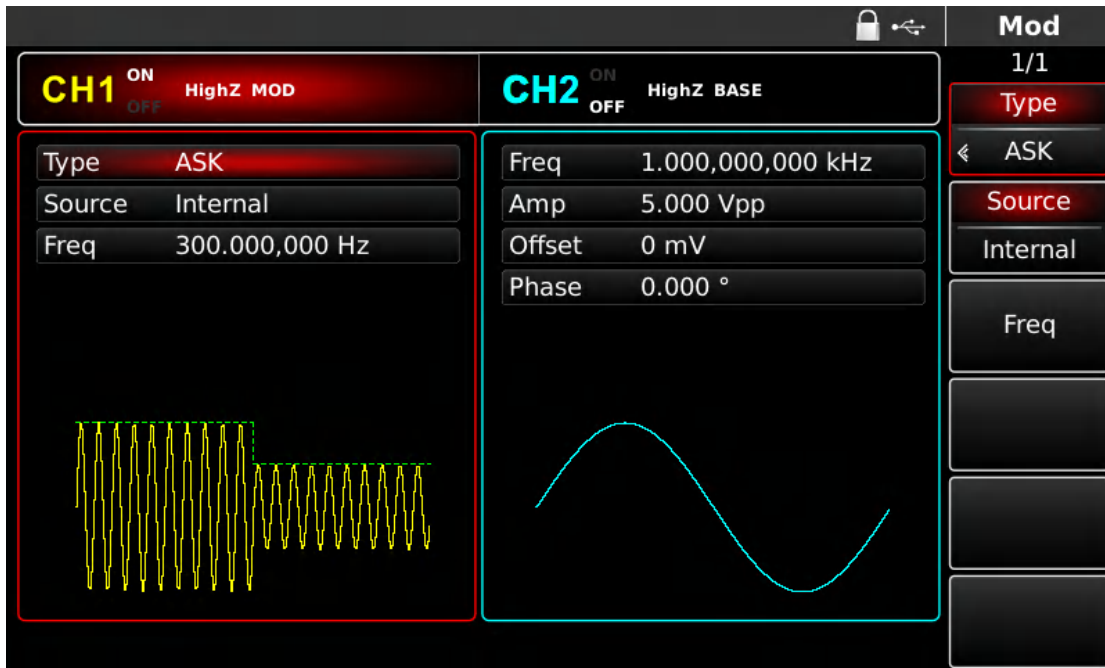 Mod
1/1
CH1 ON OFF HighZ MOD
CH2 ON OFF HighZ BASE
Type ASK
Source Internal
Freq 300.000,000 Hz
Freq 1.000,000,000 kHz
Amp 5.000 Vpp
Offset 0 mV
Phase 0.000 °
Type
ASK
Source
Internal
Freq